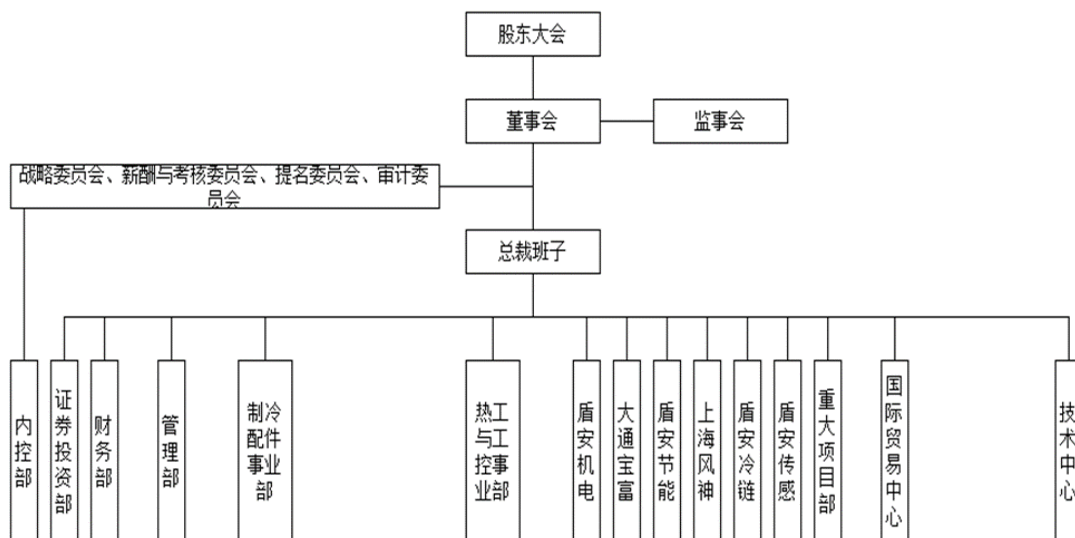 股东大会
董事会
监事会
战略委员会、薪酬与考核委员会、提名委员会、审计委
员会
总裁班子
内控部
证券投资部
财务部
管理部
制冷
配件
事业
部
热工
与工
控事
业部
盾安机电
大通宝富
盾安节能
上海风神
盾安冷链
盾安传感
重大项目部
国际贸易中心
技术中心